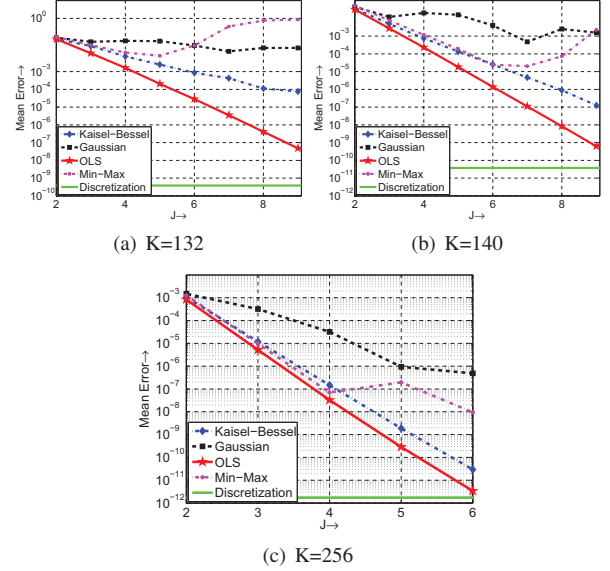 10^0
10^-3
10^-4
10^-5
10^-6
10^-7
10^-8
10^-9
10^-10
Mean Error→
Kaisel−Bessel
Gaussian
OLS
Min−Max
Discretization
2 4 6 8
J→
(a) K=132
10^-2
10^-3
10^-4
10^-5
10^-6
10^-7
10^-8
10^-9
10^-10
10^-11
10^-12
Mean Error→
Kaisel−Bessel
Gaussian
OLS
Min−Max
Discretization
2 4 6 8
J→
(b) K=140
10^-3
10^-4
10^-5
10^-6
10^-7
10^-8
10^-9
10^-10
10^-11
10^-12
Mean Error→
Kaisel−Bessel
Gaussian
OLS
Min−Max
Discretization
2 3 4 5 6
J→
(c) K=256